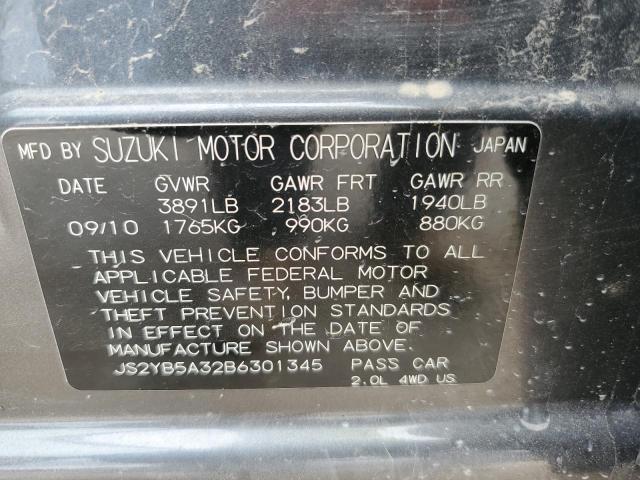 MFD BY SUZUKI MOTOR CORPORATION JAPAN
DATE GVWR GAWR FRT GAWR RR
3891LB 2183LB 1940LB
09/10 1765KG 990KG 880KG
THIS VEHICLE CONFORMS TO ALL
APPLICABLE FEDERAL MOTOR
VEHICLE SAFETY, BUMPER AND
THEFT PREVENTION STANDARDS
IN EFFECT ON THE DATE OF
MANUFACTURE SHOWN ABOVE.
JS2YB5A32B6301345 PASS CAR
2.0L 4WD US